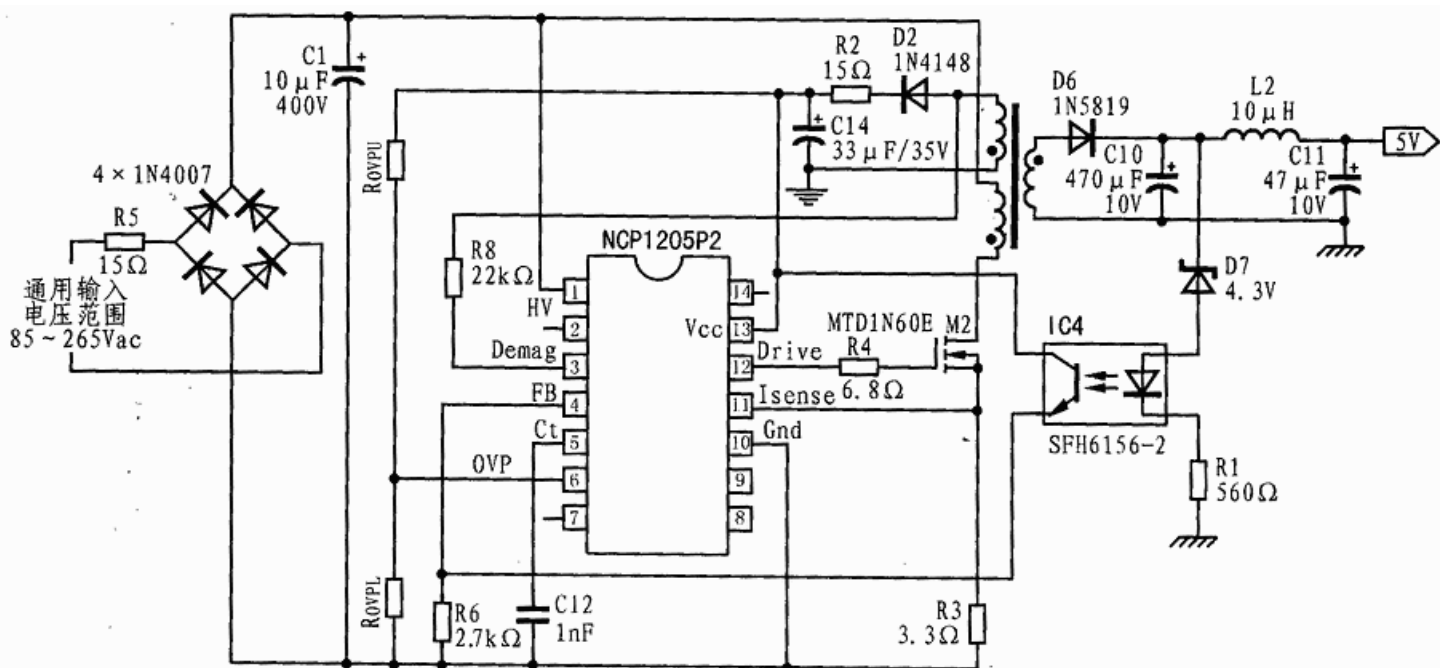 C1
10μF
400V
R2
15Ω
D2
1N4148
C14
33μF/35V
D6
1N5819
L2
10μH
5V
C10
470μF
10V
C11
47μF
10V
ROVPU
4×1N4007
R5
15Ω
通用输入
电压范围
85~265Vac
R8
22kΩ
NCP1205P2
1
HV
2
Demag
3
FB
4
Ct
5
OVP
6
7
14
Vcc
13
Drive
12
Isense
11
Gnd
10
9
8
MTD1N60E
M2
R4
6.8Ω
D7
4.3V
IC4
SFH6156-2
R1
560Ω
ROVPL
R6
2.7kΩ
C12
1nF
R3
3.3Ω